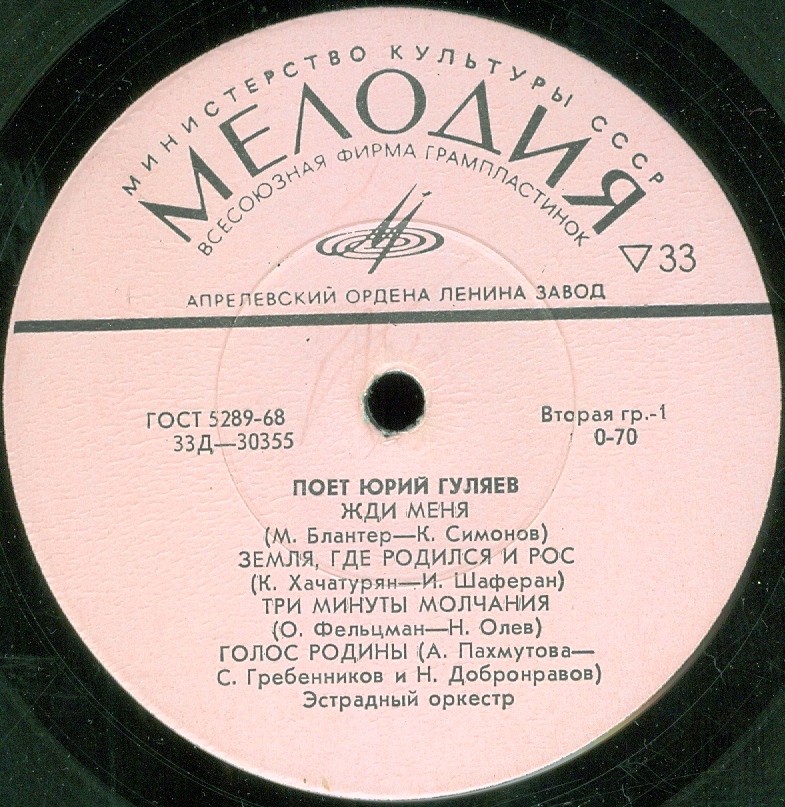 МИНИСТЕРСТВО КУЛЬТУРЫ СССР
МЕЛОДИЯ
ВСЕСОЮЗНАЯ ФИРМА ГРАМПЛАСТИНОК
33
АПРЕЛЕВСКИЙ ОРДЕНА ЛЕНИНА ЗАВОД
ГОСТ 5289-68
33Д—30355
Вторая гр.-1
0-70
ПОЕТ ЮРИЙ ГУЛЯЕВ
ЖДИ МЕНЯ
(М. Блантер—К. Симонов)
ЗЕМЛЯ, ГДЕ РОДИЛСЯ И РОС
(К. Хачатурян—И. Шаферан)
ТРИ МИНУТЫ МОЛЧАНИЯ
(О. Фельцман—Н. Олев)
ГОЛОС РОДИНЫ (А. Пахмутова—
С. Гребенников и Н. Добронравов)
Эстрадный оркестр